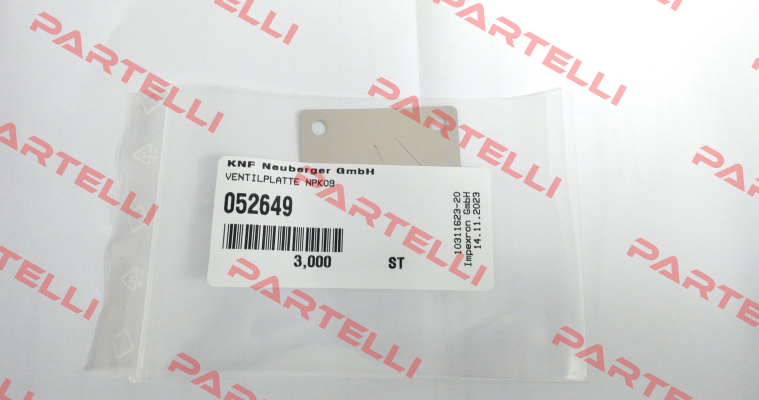 KNF Neuberger GmbH
VENTILPLATTE NPK09
052649
3,000 ST
10311623-20
Impexron GmbH
14.11.2023
PARTELLI
PARTELLI
PARTELLI
PARTELLI
PARTELLI
PARTELLI
PARTELLI
PARTELLI
PARTELLI
PARTELLI